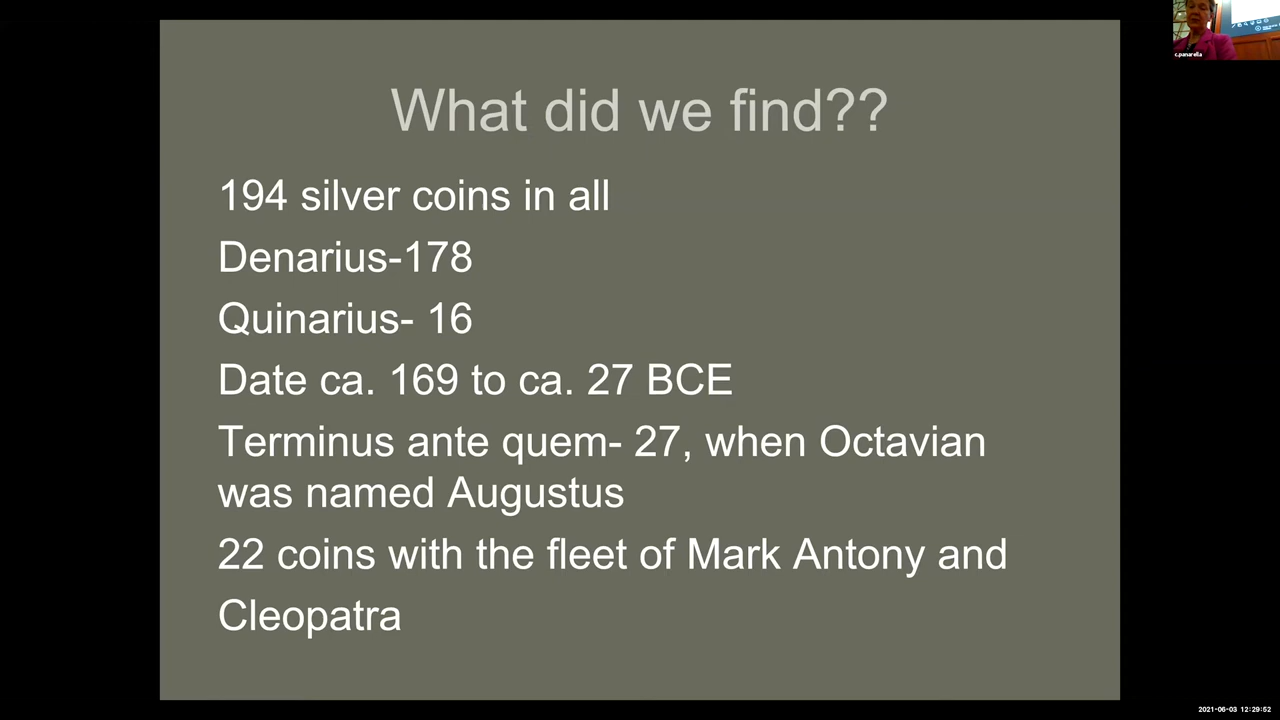 c.panarella
What did we find??
194 silver coins in all
Denarius-178
Quinarius- 16
Date ca. 169 to ca. 27 BCE
Terminus ante quem- 27, when Octavian
was named Augustus
22 coins with the fleet of Mark Antony and
Cleopatra
2021-06-03 12:29:52